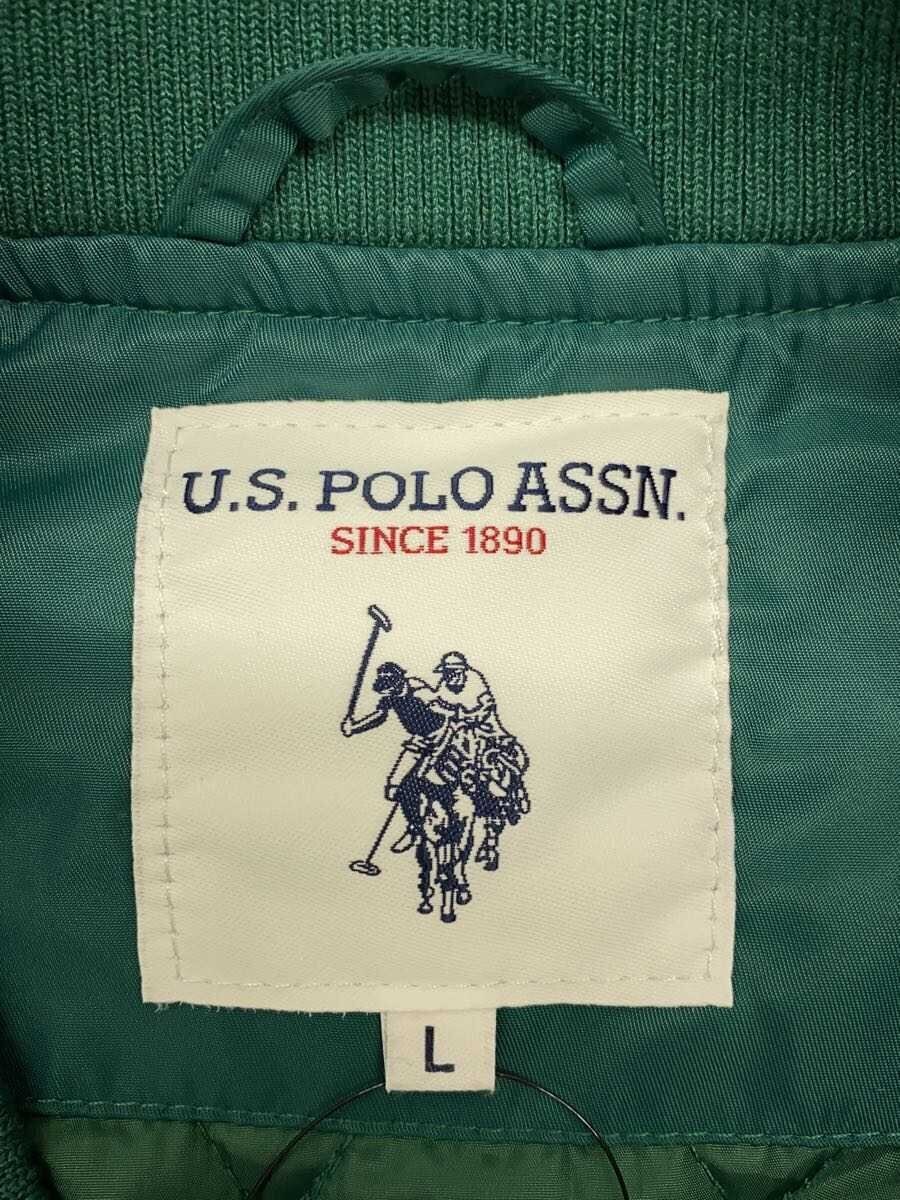 U.S. POLO ASSN.
SINCE 1890
L